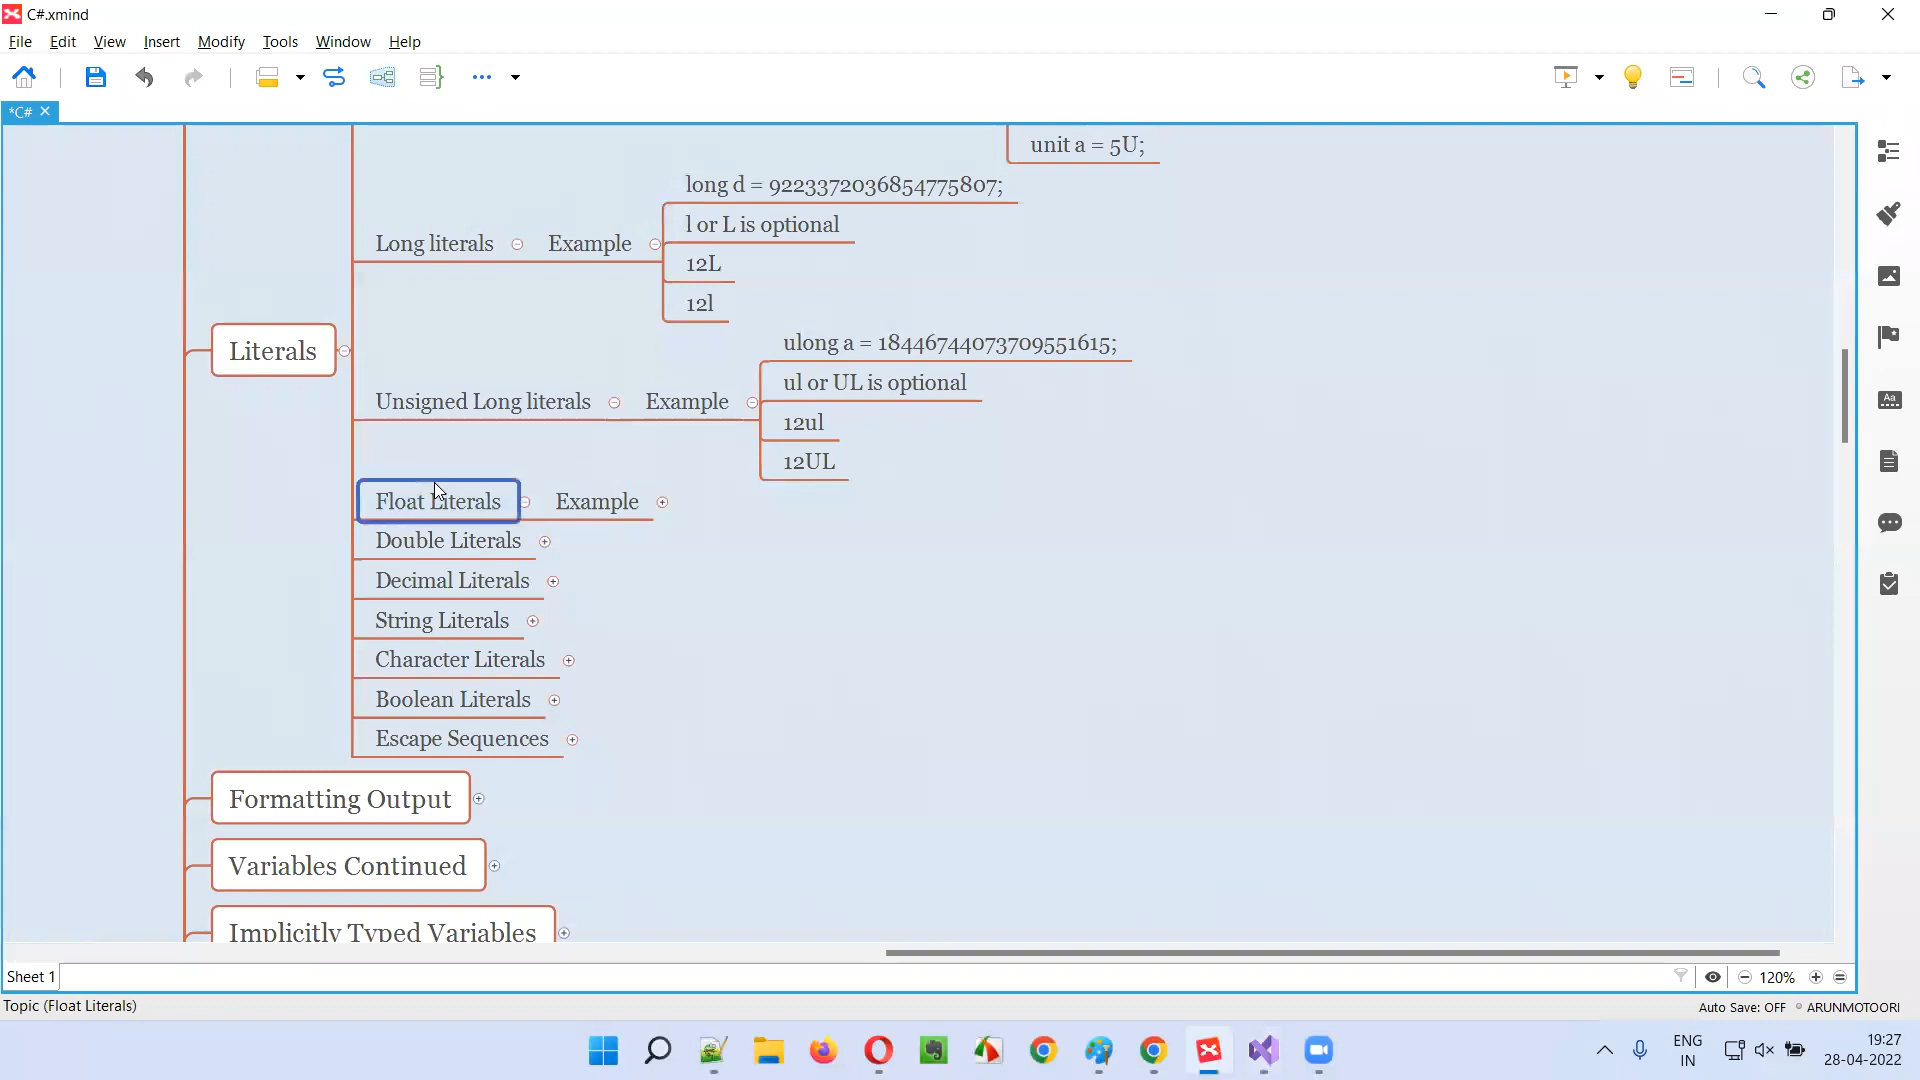 C#.xmind
File Edit View Insert Modify Tools Window Help
*C#
unit a = 5U;
long d = 9223372036854775807;
l or L is optional
Long literals Example
12L
12l
Literals
ulong a = 18446744073709551615;
ul or UL is optional
Unsigned Long literals Example
12ul
12UL
Float Literals Example
Double Literals
Decimal Literals
String Literals
Character Literals
Boolean Literals
Escape Sequences
Formatting Output
Variables Continued
Implicitly Typed Variables
Aa
Sheet 1
120%
Topic (Float Literals)
Auto Save: OFF ARUNMOTOORI
ENG
IN
19:27
28-04-2022